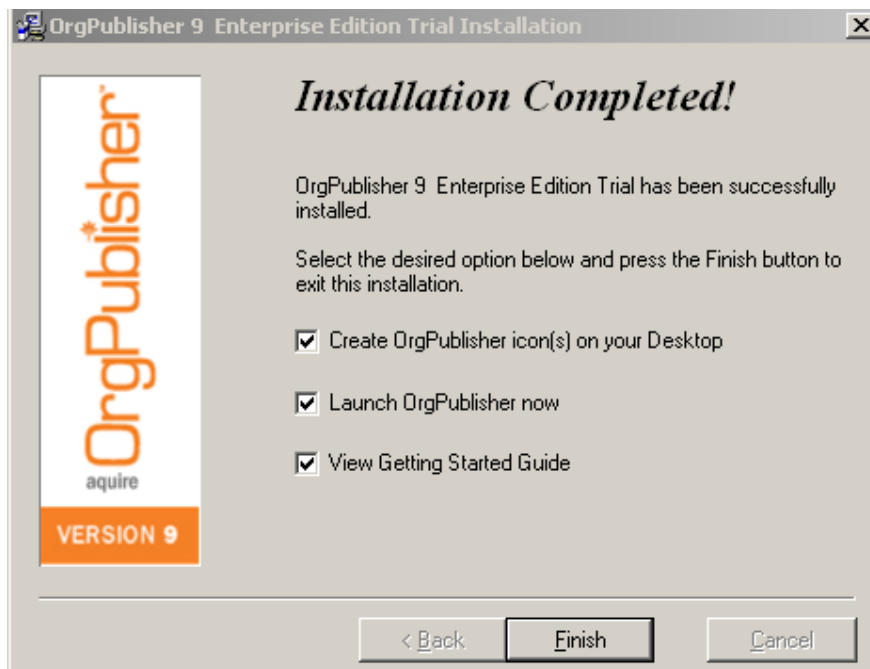 OrgPublisher 9 Enterprise Edition Trial Installation
Installation Completed!
OrgPublisher 9 Enterprise Edition Trial has been successfully
installed.
Select the desired option below and press the Finish button to
exit this installation.
Create OrgPublisher icon(s) on your Desktop
Launch OrgPublisher now
View Getting Started Guide
OrgPublisher
aquire
VERSION 9
< Back
Finish
Cancel